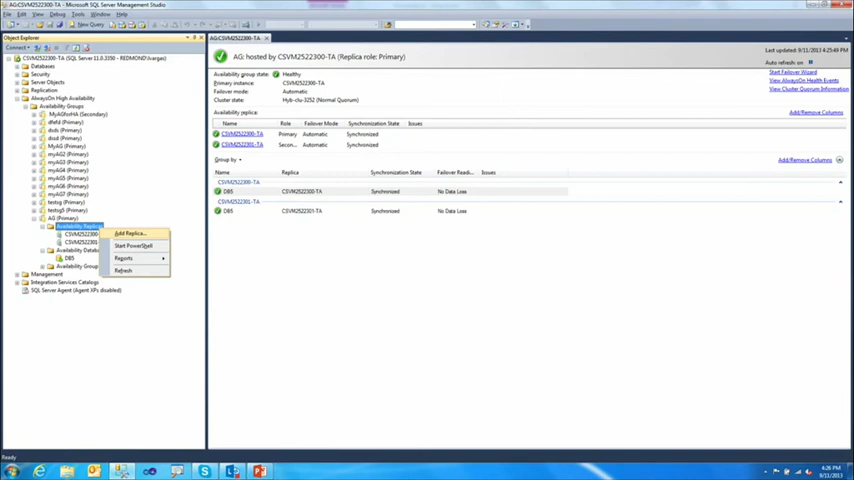 AG:CSVM2522300-TA - Microsoft SQL Server Management Studio
File Edit View Debug Tools Window Help
New Query
Object Explorer
Connect
CSVM2522300-TA (SQL Server 11.0.3350 - REDMOND\lvargas)
Databases
Security
Server Objects
Replication
AlwaysOn High Availability
Availability Groups
MyAGforHA (Secondary)
dfefd (Primary)
dsds (Primary)
dssd (Primary)
MyAG (Primary)
myAG2 (Primary)
myAG3 (Primary)
myAG4 (Primary)
myAG5 (Primary)
myAG6 (Primary)
myAG7 (Primary)
testvg (Primary)
testvg5 (Primary)
AG (Primary)
Availability Replicas
CSVM2522300-
CSVM2522301-
Availability Databa
DB5
Availability Group
Management
Integration Services Catalogs
SQL Server Agent (Agent XPs disabled)
Add Replica...
Start PowerShell
Reports
Refresh
AG:CSVM2522300-TA
AG: hosted by CSVM2522300-TA (Replica role: Primary)
Last updated: 9/11/2013 4:25:49 PM
Auto refresh: on
Availability group state: Healthy
Primary instance: CSVM2522300-TA
Failover mode: Automatic
Cluster state: Hyb-clu-3252 (Normal Quorum)
Start Failover Wizard
View AlwaysOn Health Events
View Cluster Quorum Information
Availability replica:
Add/Remove Columns
Name Role Failover Mode Synchronization State Issues
CSVM2522300-TA Primary Automatic Synchronized
CSVM2522301-TA Secon... Automatic Synchronized
Group by
Add/Remove Columns
Name Replica Synchronization State Failover Readi... Issues
CSVM2522300-TA
DB5 CSVM2522300-TA Synchronized No Data Loss
CSVM2522301-TA
DB5 CSVM2522301-TA Synchronized No Data Loss
4:26 PM
9/11/2013